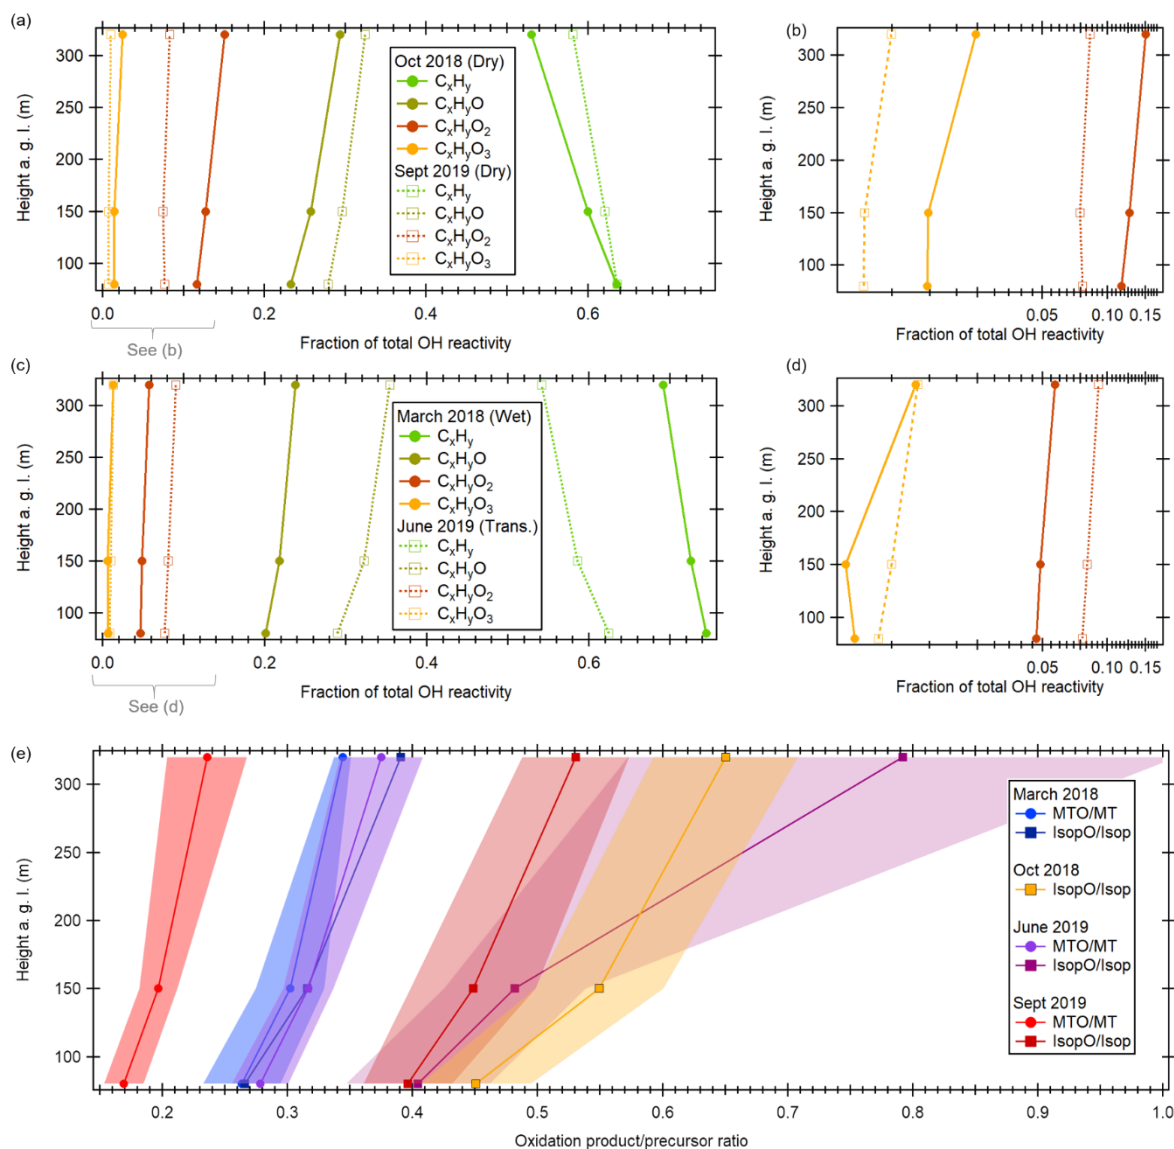 (a)
Height a. g. l. (m)
300
250
200
150
100
Oct 2018 (Dry)
CxHy
CxHyO
CxHyO2
CxHyO3
Sept 2019 (Dry)
CxHy
CxHyO
CxHyO2
CxHyO3
0.0
0.2
0.4
0.6
Fraction of total OH reactivity
See (b)
(b)
Height a. g. l. (m)
300
250
200
150
100
0.05
0.10
0.15
Fraction of total OH reactivity
(c)
Height a. g. l. (m)
300
250
200
150
100
March 2018 (Wet)
CxHy
CxHyO
CxHyO2
CxHyO3
June 2019 (Trans.)
CxHy
CxHyO
CxHyO2
CxHyO3
0.0
0.2
0.4
0.6
Fraction of total OH reactivity
See (d)
(d)
Height a. g. l. (m)
300
250
200
150
100
0.05
0.10
0.15
Fraction of total OH reactivity
(e)
Height a. g. l. (m)
300
250
200
150
100
March 2018
MTO/MT
IsopO/Isop
Oct 2018
IsopO/Isop
June 2019
MTO/MT
IsopO/Isop
Sept 2019
MTO/MT
IsopO/Isop
0.2
0.3
0.4
0.5
0.6
0.7
0.8
0.9
1.0
Oxidation product/precursor ratio